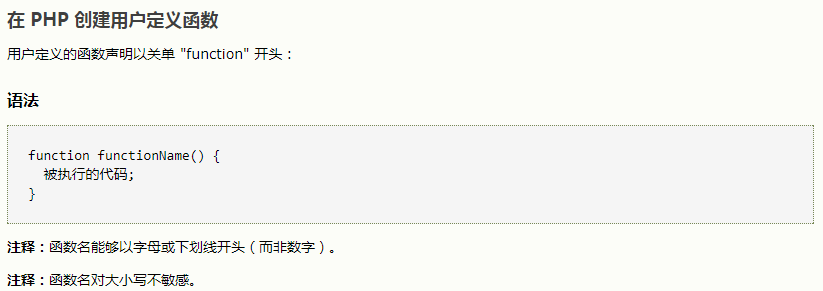 在 PHP 创建用户定义函数
用户定义的函数声明以关单 "function" 开头：
语法
function functionName() {
被执行的代码;
}
注释：函数名能够以字母或下划线开头（而非数字）。
注释：函数名对大小写不敏感。